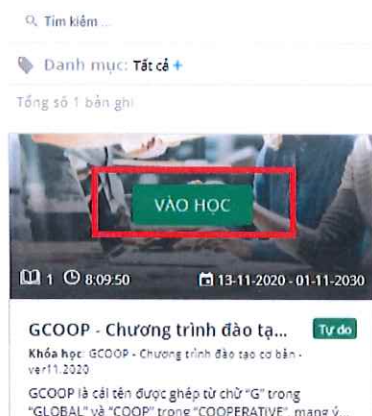 Tìm kiếm ...
Danh mục: Tất cả +
Tổng số 1 bản ghi
VÀO HỌC
1 8:09:50 13-11-2020 - 01-11-2030
GCOOP - Chương trình đào tạ... Tự do
Khóa học: GCOOP - Chương trình đào tạo cơ bản -
ver11.2020
GCOOP là cái tên được ghép từ chữ "G" trong
"GLOBAL" và "COOP" trong "COOPERATIVE", mang ý...